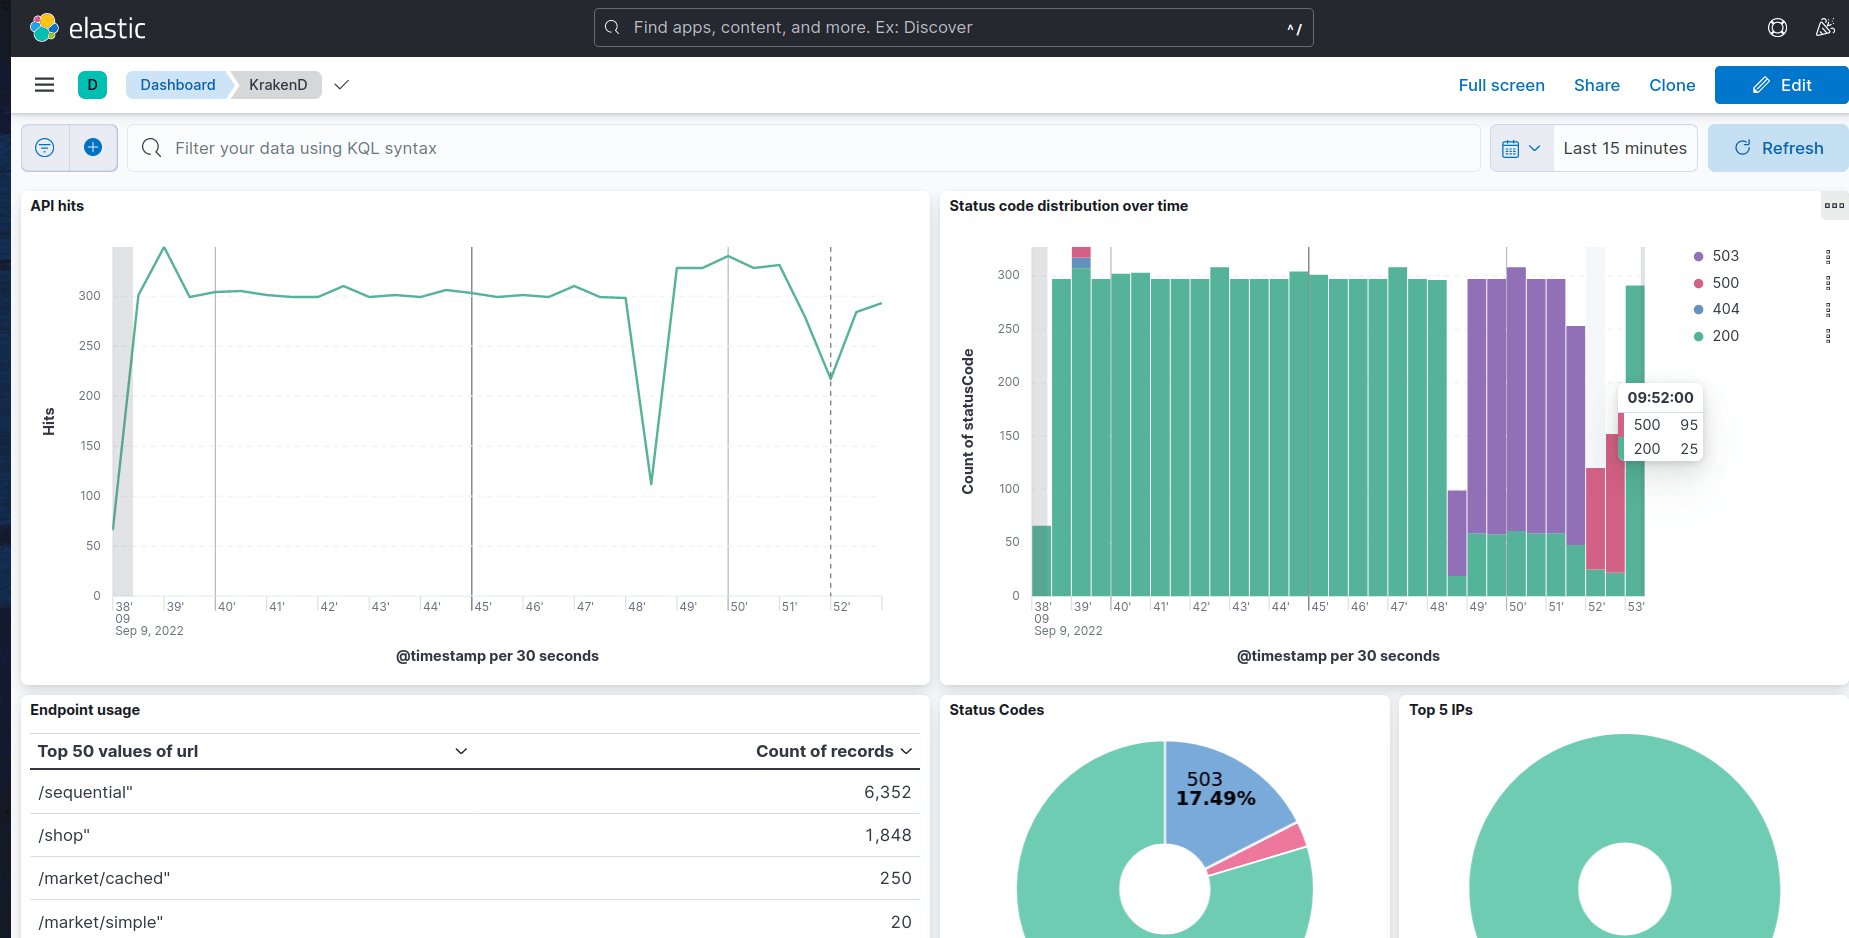 elastic
Find apps, content, and more. Ex: Discover
^/
D
Dashboard
KrakenD
Full screen
Share
Clone
Edit
Filter your data using KQL syntax
Last 15 minutes
Refresh
API hits
Hits
300
250
200
150
100
50
0
38' 39' 40' 41' 42' 43' 44' 45' 46' 47' 48' 49' 50' 51' 52'
09
Sep 9, 2022
@timestamp per 30 seconds
Status code distribution over time
Count of statusCode
300
250
200
150
100
50
0
38' 39' 40' 41' 42' 43' 44' 45' 46' 47' 48' 49' 50' 51' 52' 53'
09
Sep 9, 2022
@timestamp per 30 seconds
503
500
404
200
09:52:00
500 95
200 25
Endpoint usage
Top 50 values of url Count of records
/sequential" 6,352
/shop" 1,848
/market/cached" 250
/market/simple" 20
Status Codes
503
17.49%
Top 5 IPs